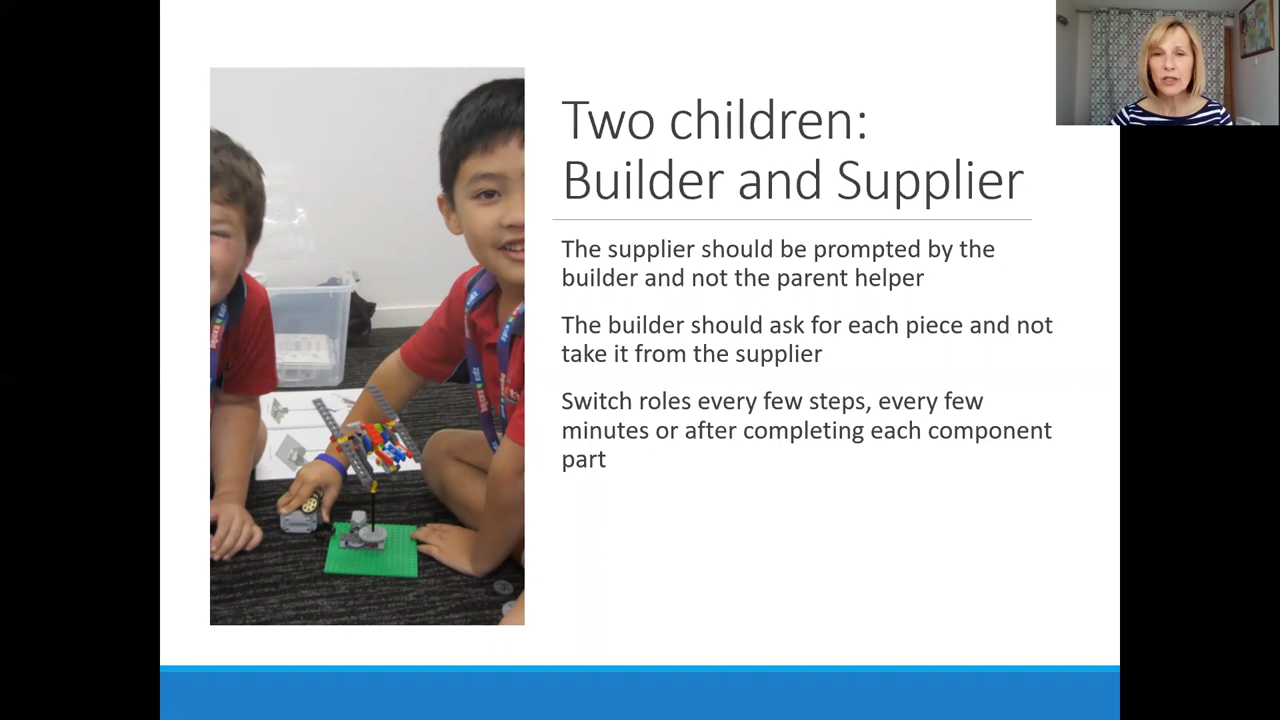 Two children:
Builder and Supplier
The supplier should be prompted by the
builder and not the parent helper
The builder should ask for each piece and not
take it from the supplier
Switch roles every few steps, every few
minutes or after completing each component
part